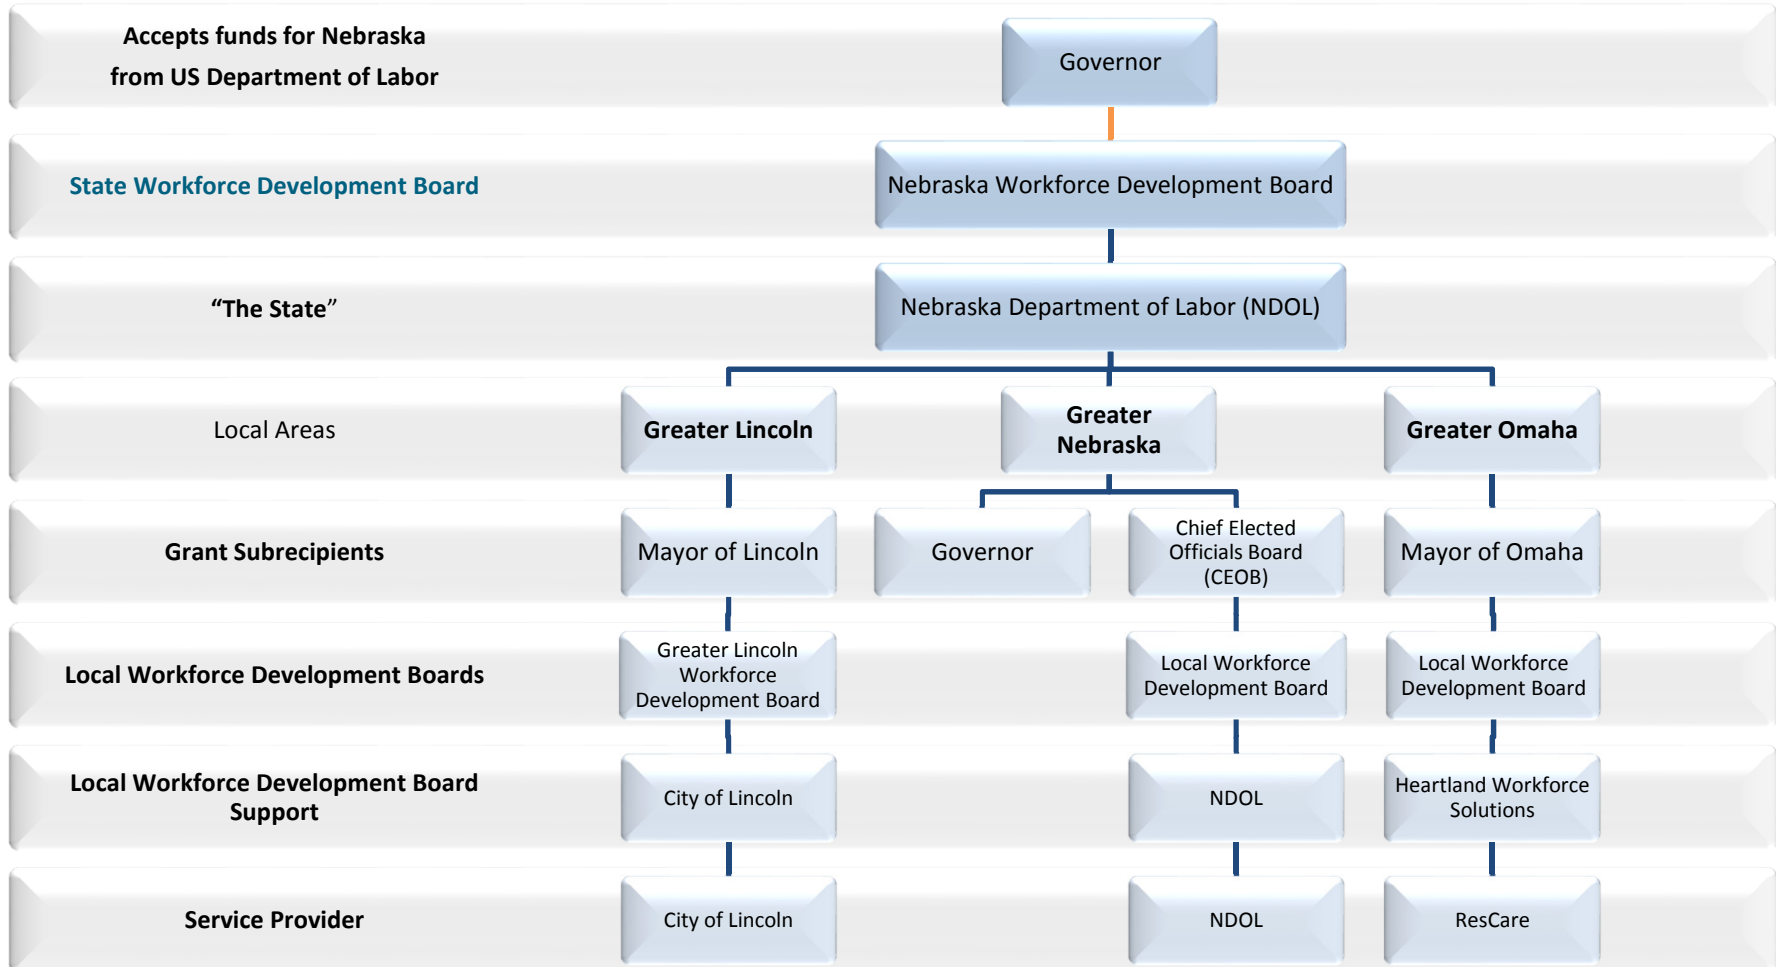 Accepts funds for Nebraska
from US Department of Labor
Governor
State Workforce Development Board
Nebraska Workforce Development Board
“The State”
Nebraska Department of Labor (NDOL)
Local Areas
Greater Lincoln
Greater
Nebraska
Greater Omaha
Grant Subrecipients
Mayor of Lincoln
Governor
Chief Elected
Officials Board
(CEOB)
Mayor of Omaha
Local Workforce Development Boards
Greater Lincoln
Workforce
Development Board
Local Workforce
Development Board
Local Workforce
Development Board
Local Workforce Development Board
Support
City of Lincoln
NDOL
Heartland Workforce
Solutions
Service Provider
City of Lincoln
NDOL
ResCare